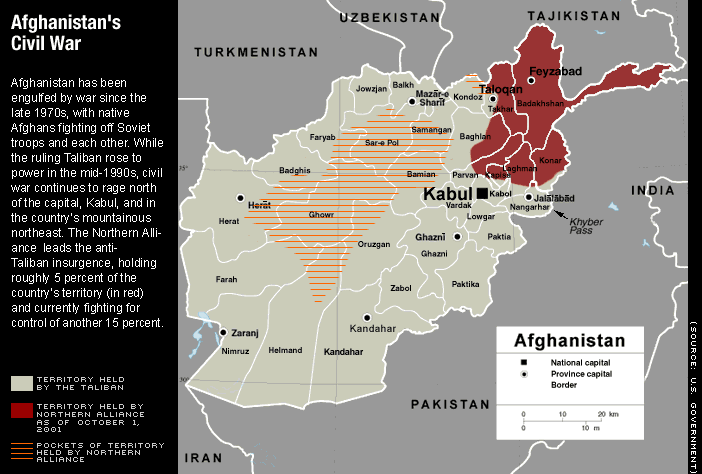 Afghanistan's
Civil War
Afghanistan has been
engulfed by war since the
late 1970s, with native
Afghans fighting off Soviet
troops and each other. While
the ruling Taliban rose to
power in the mid-1990s, civil
war continues to rage north
of the capital, Kabul, and in
the country's mountainous
northeast. The Northern Alli-
ance leads the anti-
Taliban insurgence, holding
roughly 5 percent of the
country's territory (in red)
and currently fighting for
control of another 15 percent.
TERRITORY HELD
BY THE TALIBAN
TERRITORY HELD BY
NORTHERN ALLIANCE
AS OF OCTOBER 1,
2001
POCKETS OF TERRITORY
HELD BY NORTHERN
ALLIANCE
UZBEKISTAN
TAJIKISTAN
TURKMENISTAN
Feyzabad
Jowzjan
Balkh
Mazār-e
Sharif
Kondoz
Taloqan
Takhar
Badakhshan
Faryab
Sar-e Pol
Samangan
Baghlan
Badghis
Bamian
Parvan
Kapisa
Laghman
Konar
35°
INDIA
Kabul
Kabol
Jalālābād
Nangarhar
Vardak
Lowgar
Khyber
Pass
Herāt
Herat
Ghowr
Oruzgan
Ghazni
Ghazni
Paktia
Farah
Zabol
Paktika
Zaranj
Nimruz
Helmand
Kandahar
Kandahar
30°
PAKISTAN
IRAN
Afghanistan
National capital
Province capital
Border
0 10 20 km
0 10 m
(SOURCE: U.S. GOVERNMENT)